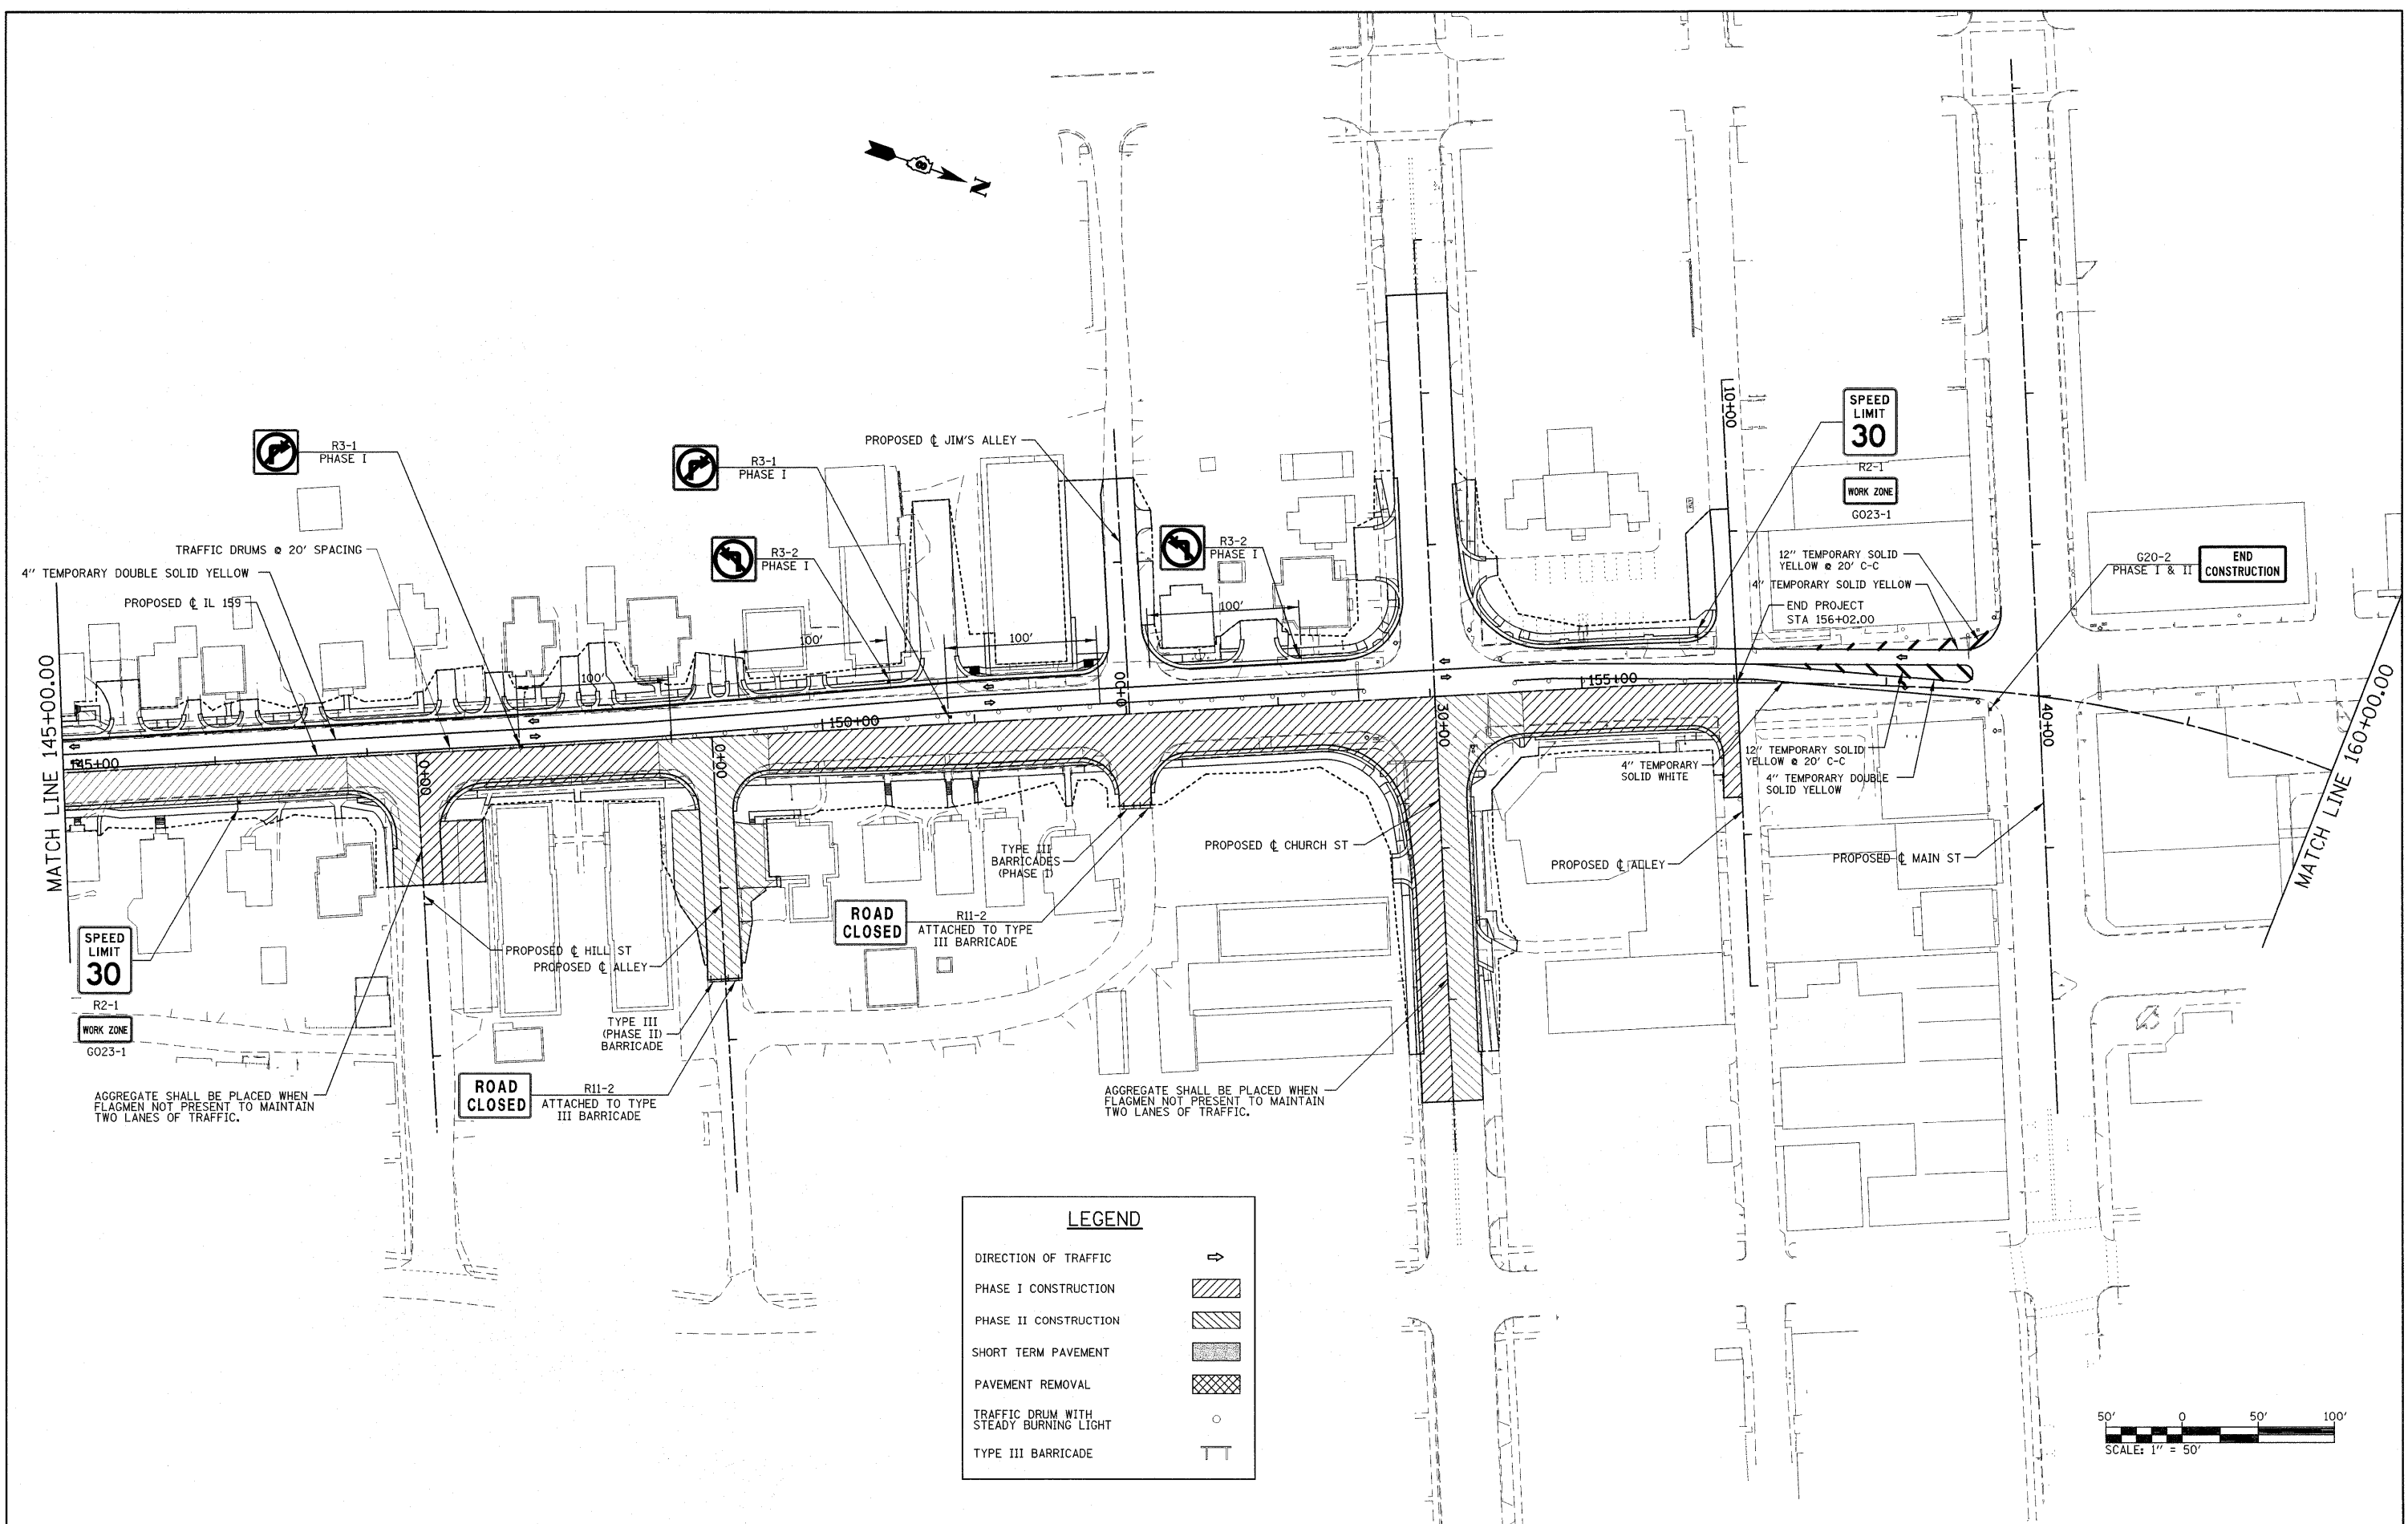 N
SPEED
LIMIT
30
R2-1
WORK ZONE
G023-1
R3-1
PHASE I
R3-1
PHASE I
PROPOSED ℄ JIM'S ALLEY
R3-2
PHASE I
R3-2
PHASE I
TRAFFIC DRUMS @ 20' SPACING
4" TEMPORARY DOUBLE SOLID YELLOW
PROPOSED ℄ IL 159
10+00
12" TEMPORARY SOLID
YELLOW @ 20' C-C
4" TEMPORARY SOLID YELLOW
END PROJECT
STA 156+02.00
G20-2
PHASE I & II
END
CONSTRUCTION
100'
100'
100'
100'
MATCH LINE 145+00.00
145+00
150+00
155+00
0+00
0+00
0+00
30+00
40+00
MATCH LINE 160+00.00
4" TEMPORARY
SOLID WHITE
12" TEMPORARY SOLID
YELLOW @ 20' C-C
4" TEMPORARY DOUBLE
SOLID YELLOW
TYPE III
BARRICADES
(PHASE I)
PROPOSED ℄ CHURCH ST
PROPOSED ℄ ALLEY
PROPOSED ℄ MAIN ST
ROAD
CLOSED
R11-2
ATTACHED TO TYPE
III BARRICADE
SPEED
LIMIT
30
R2-1
WORK ZONE
G023-1
PROPOSED ℄ HILL ST
PROPOSED ℄ ALLEY
TYPE III
(PHASE II)
BARRICADE
ROAD
CLOSED
R11-2
ATTACHED TO TYPE
III BARRICADE
AGGREGATE SHALL BE PLACED WHEN
FLAGMEN NOT PRESENT TO MAINTAIN
TWO LANES OF TRAFFIC.
AGGREGATE SHALL BE PLACED WHEN
FLAGMEN NOT PRESENT TO MAINTAIN
TWO LANES OF TRAFFIC.
LEGEND
DIRECTION OF TRAFFIC
PHASE I CONSTRUCTION
PHASE II CONSTRUCTION
SHORT TERM PAVEMENT
PAVEMENT REMOVAL
TRAFFIC DRUM WITH
STEADY BURNING LIGHT
TYPE III BARRICADE
50' 0 50' 100'
SCALE: 1" = 50'